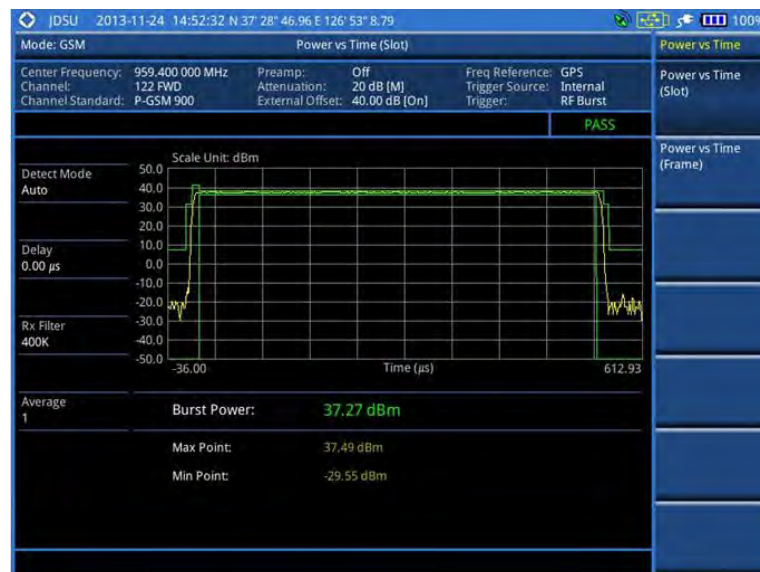 JDSU 2013-11-24 14:52:32 N 37' 28" 46.96 E 126' 53" 8.79 100%
Mode: GSM Power vs Time (Slot) Power vs Time
Center Frequency: 959.400 000 MHz Preamp: Off Freq Reference: GPS
Channel: 122 FWD Attenuation: 20 dB [M] Trigger Source: Internal
Channel Standard: P-GSM 900 External Offset: 40.00 dB [On] Trigger: RF Burst
Power vs Time
(Slot)
PASS
Power vs Time
(Frame)
Scale Unit: dBm
Detect Mode
Auto
Delay
0.00 μs
Rx Filter
400K
Average
1
50.0
40.0
30.0
20.0
10.0
0.0
-10.0
-20.0
-30.0
-40.0
-50.0
-36.00 Time (μs) 612.93
Burst Power: 37.27 dBm
Max Point: 37.49 dBm
Min Point: -29.55 dBm